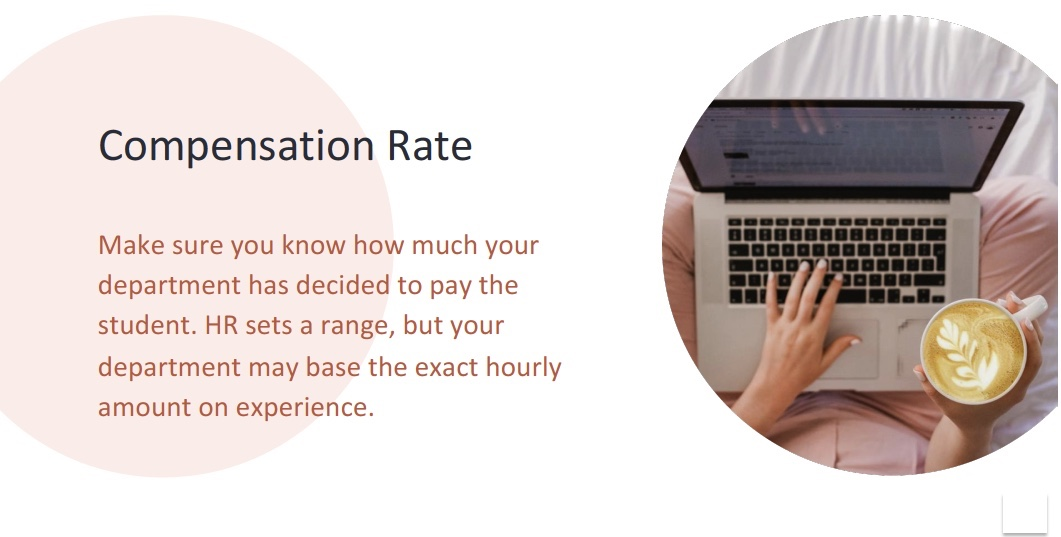 Compensation Rate
Make sure you know how much your
department has decided to pay the
student. HR sets a range, but your
department may base the exact hourly
amount on experience.